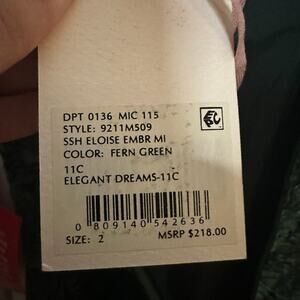 DPT 0136 MIC 115
STYLE: 9211M509
SSH ELOISE EMBR MI
COLOR: FERN GREEN
11C
ELEGANT DREAMS-11C
0 809140 542636
SIZE: 2 MSRP $218.00